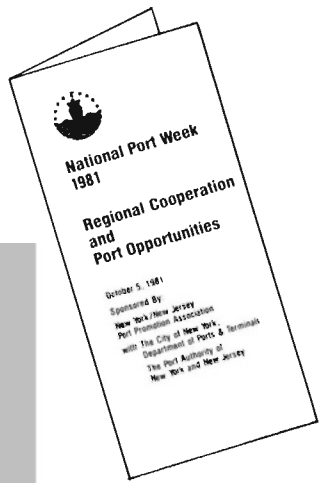 National Port Week
1981
Regional Cooperation
and
Port Opportunities
October 5, 1981
Sponsored By:
New York/New Jersey
Port Promotion Association
with The City of New York,
Department of Ports & Terminals
The Port Authority of
New York and New Jersey